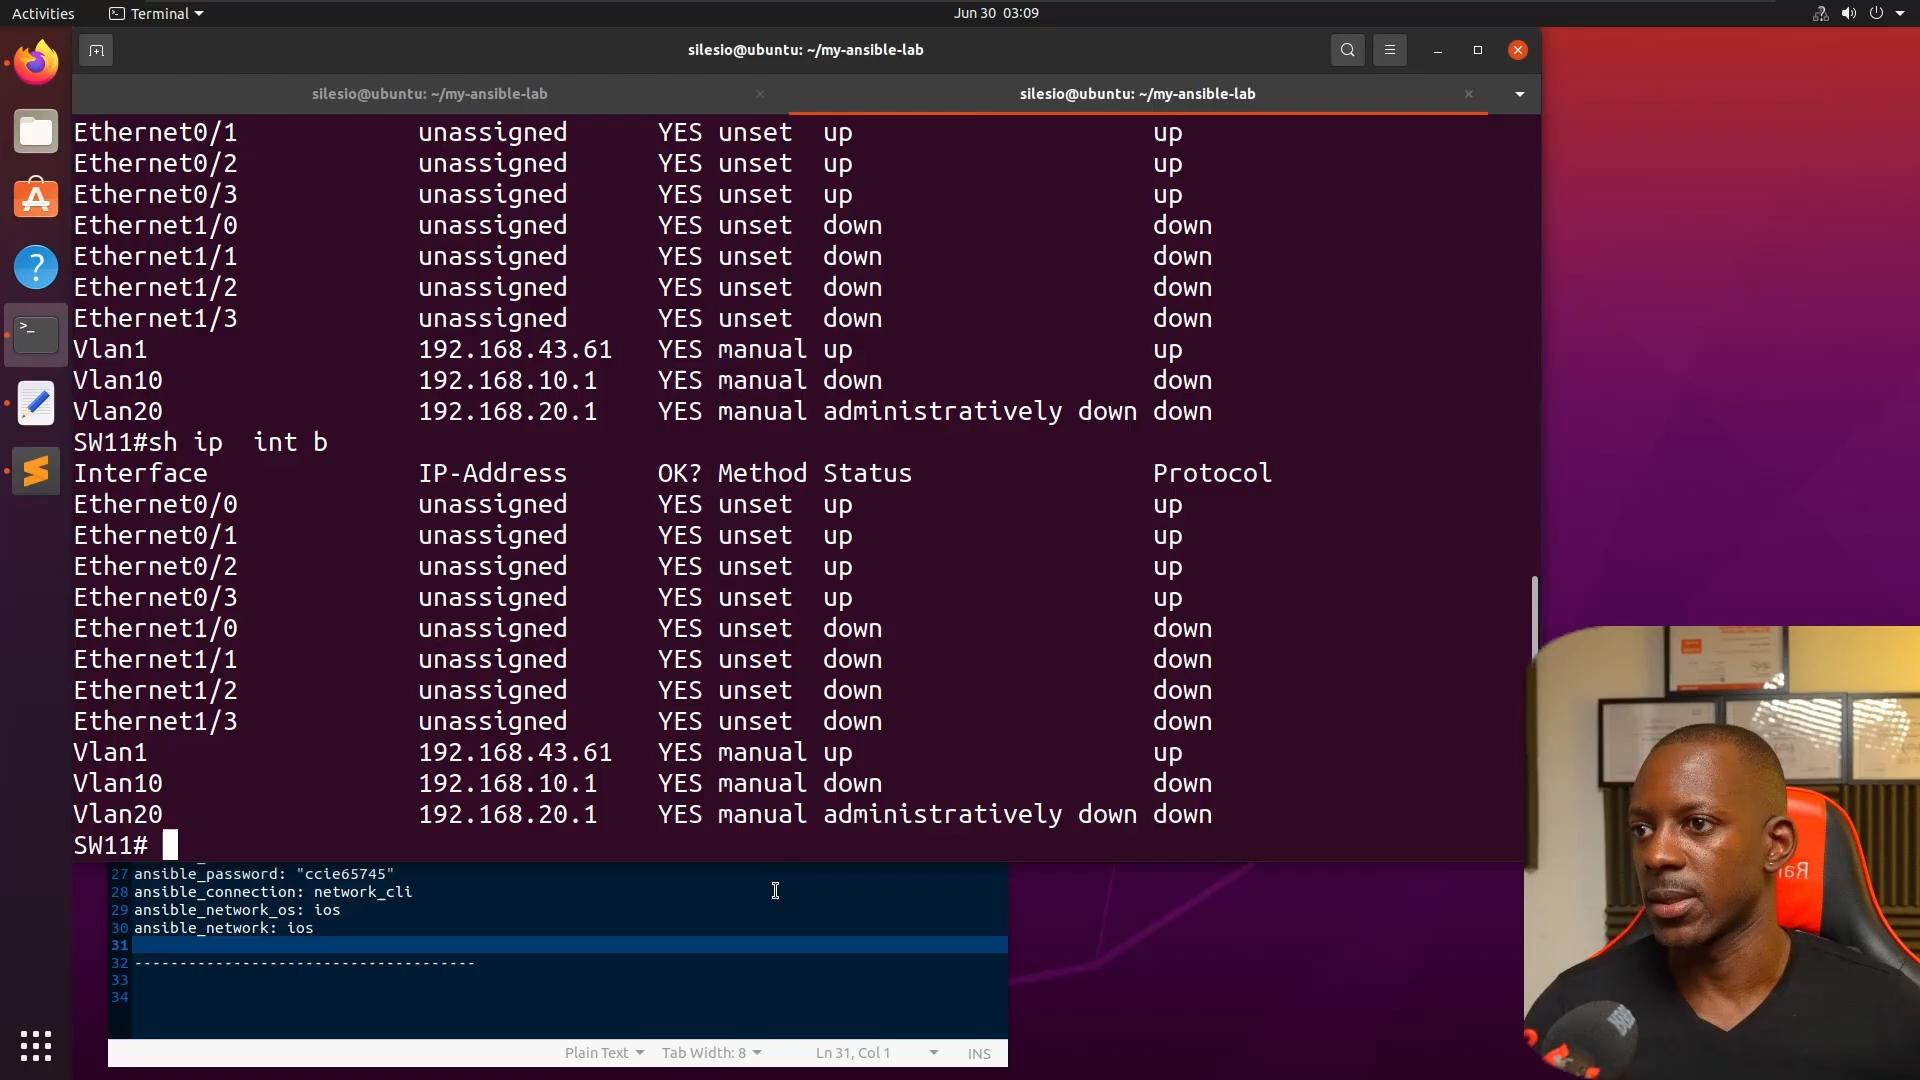 Activities
Terminal
Jun 30 03:09
silesio@ubuntu: ~/my-ansible-lab
silesio@ubuntu: ~/my-ansible-lab
silesio@ubuntu: ~/my-ansible-lab
Ethernet0/1 unassigned YES unset up up
Ethernet0/2 unassigned YES unset up up
Ethernet0/3 unassigned YES unset up up
Ethernet1/0 unassigned YES unset down down
Ethernet1/1 unassigned YES unset down down
Ethernet1/2 unassigned YES unset down down
Ethernet1/3 unassigned YES unset down down
Vlan1 192.168.43.61 YES manual up up
Vlan10 192.168.10.1 YES manual down down
Vlan20 192.168.20.1 YES manual administratively down down
SW11#sh ip  int b
Interface IP-Address OK? Method Status Protocol
Ethernet0/0 unassigned YES unset up up
Ethernet0/1 unassigned YES unset up up
Ethernet0/2 unassigned YES unset up up
Ethernet0/3 unassigned YES unset up up
Ethernet1/0 unassigned YES unset down down
Ethernet1/1 unassigned YES unset down down
Ethernet1/2 unassigned YES unset down down
Ethernet1/3 unassigned YES unset down down
Vlan1 192.168.43.61 YES manual up up
Vlan10 192.168.10.1 YES manual down down
Vlan20 192.168.20.1 YES manual administratively down down
SW11#
27 ansible_password: "ccie65745"
28 ansible_connection: network_cli
29 ansible_network_os: ios
30 ansible_network: ios
31
32 --------------------------------------
33
34
Plain Text Tab Width: 8 Ln 31, Col 1 INS